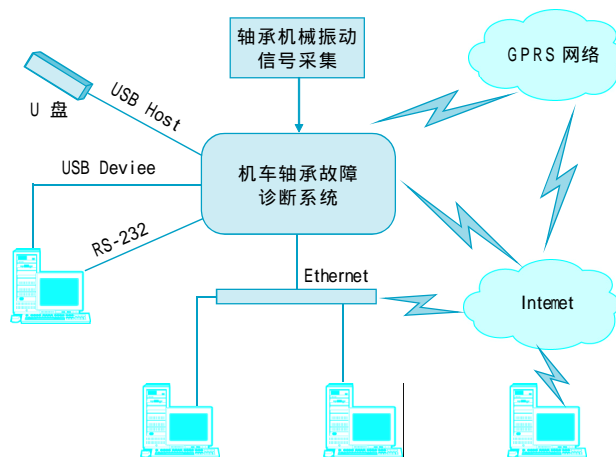 轴承机械振动
信号采集
GPRS 网络
U 盘
USB Host
USB Deviee
机车轴承故障
诊断系统
RS-232
Ethernet
Intemet